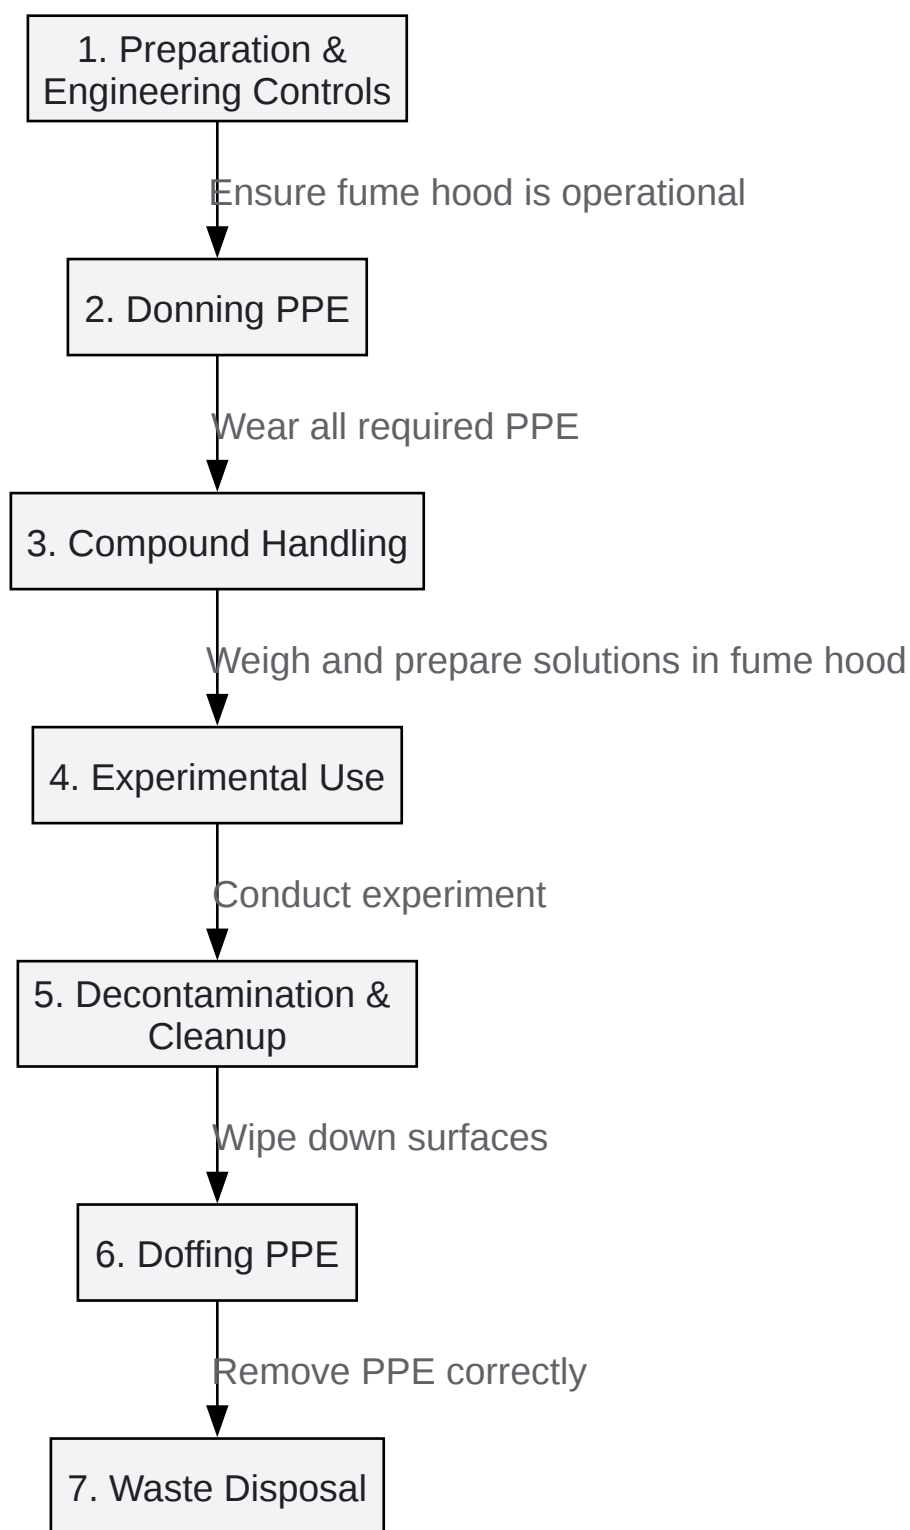 1. Preparation &
Engineering Controls
Ensure fume hood is operational
2. Donning PPE
Wear all required PPE
3. Compound Handling
Weigh and prepare solutions in fume hood
4. Experimental Use
Conduct experiment
5. Decontamination &
Cleanup
Wipe down surfaces
6. Doffing PPE
Remove PPE correctly
7. Waste Disposal